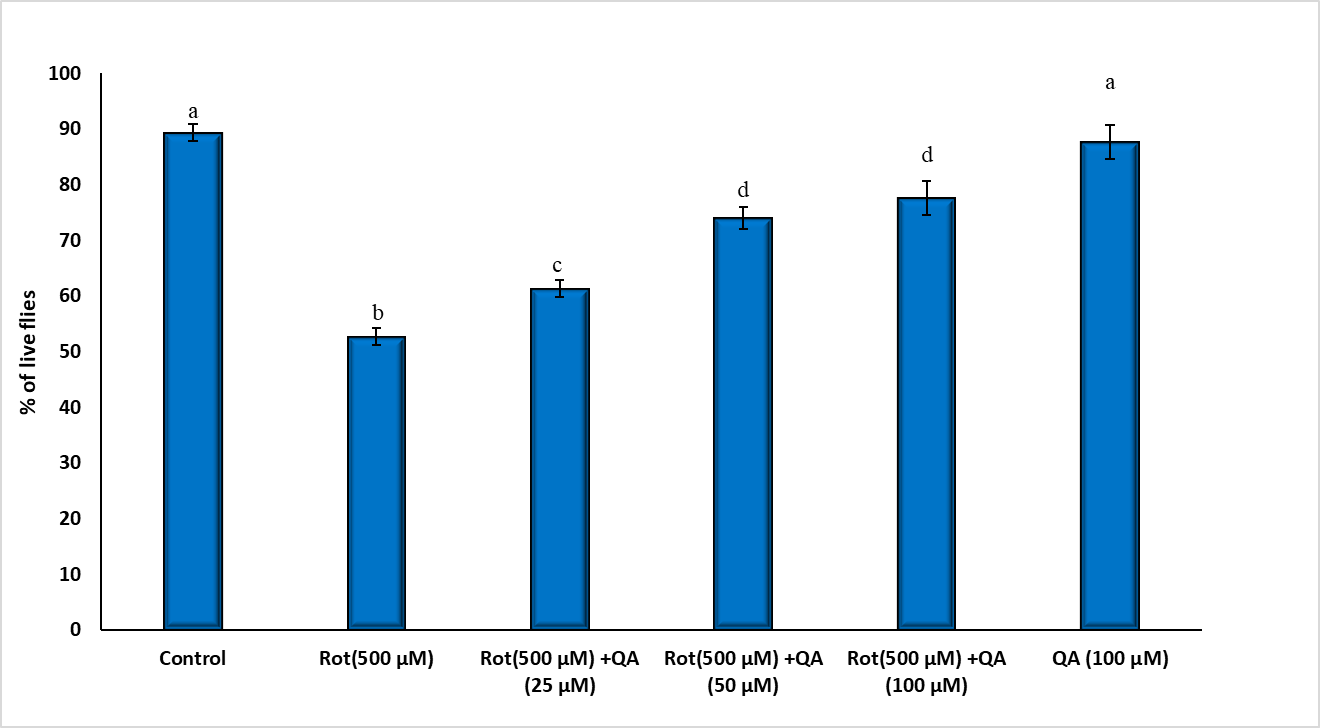 % of live flies
100
90
80
70
60
50
40
30
20
10
0
a
b
c
d
d
a
Control
Rot(500 µM)
Rot(500 µM) +QA
(25 µM)
Rot(500 µM) +QA
(50 µM)
Rot(500 µM) +QA
(100 µM)
QA (100 µM)